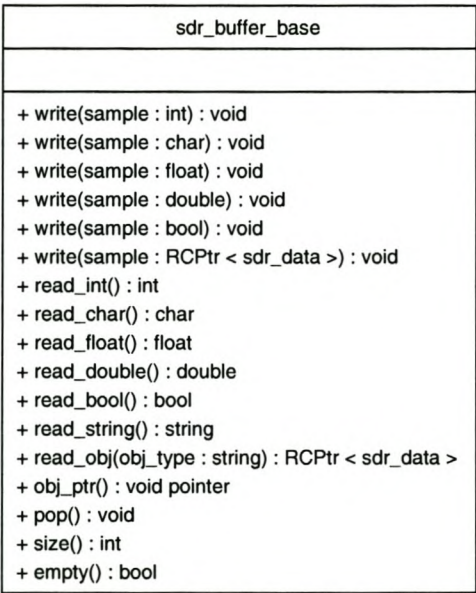 sdr_buffer_base
+ write(sample : int) : void
+ write(sample : char) : void
+ write(sample : float) : void
+ write(sample : double) : void
+ write(sample : bool) : void
+ write(sample : RCPtr < sdr_data >) : void
+ read_int() : int
+ read_char() : char
+ read_float() : float
+ read_double() : double
+ read_bool() : bool
+ read_string() : string
+ read_obj(obj_type : string) : RCPtr < sdr_data >
+ obj_ptr() : void pointer
+ pop() : void
+ size() : int
+ empty() : bool